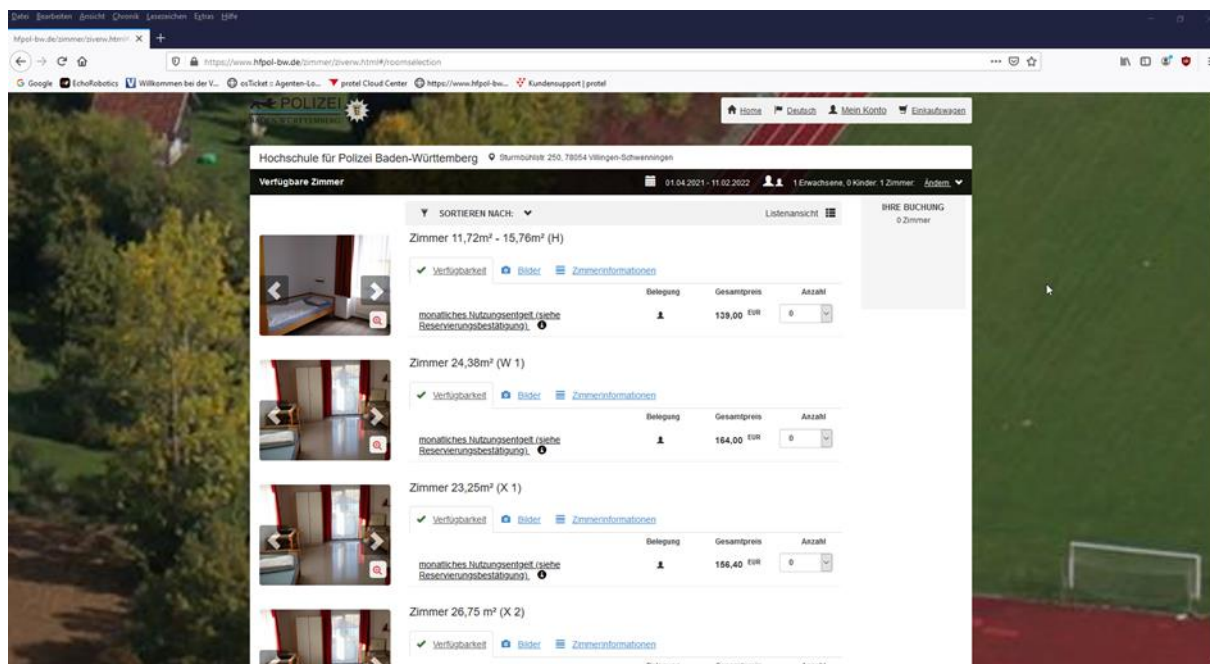 Datei Bearbeiten Ansicht Chronik Lesezeichen Extras Hilfe
hfpol-bw.de/zimmer/ziverw.html#
https://www.hfpol-bw.de/zimmer/ziverw.html#/roomselection
Google EchoRobotics Willkommen bei der V... osTicket :: Agenten-Lo... protel Cloud Center https://www.hfpol-bw... Kundensupport | protel
POLIZEI
BADEN-WÜRTTEMBERG
Home Deutsch Mein Konto Einkaufswagen
Hochschule für Polizei Baden-Württemberg Sturmbühlstr. 250, 78054 Villingen-Schwenningen
Verfügbare Zimmer 01.04.2021 - 11.02.2022 1 Erwachsene, 0 Kinder. 1 Zimmer. Ändern
SORTIEREN NACH: Listenansicht
IHRE BUCHUNG
0 Zimmer
Zimmer 11,72m² - 15,76m² (H)
Verfügbarkeit Bilder Zimmerinformationen
Belegung Gesamtpreis Anzahl
monatliches Nutzungsentgelt (siehe
Reservierungsbestätigung). 139,00 EUR 0
Zimmer 24,38m² (W 1)
Verfügbarkeit Bilder Zimmerinformationen
Belegung Gesamtpreis Anzahl
monatliches Nutzungsentgelt (siehe
Reservierungsbestätigung). 164,00 EUR 0
Zimmer 23,25m² (X 1)
Verfügbarkeit Bilder Zimmerinformationen
Belegung Gesamtpreis Anzahl
monatliches Nutzungsentgelt (siehe
Reservierungsbestätigung). 156,40 EUR 0
Zimmer 26,75 m² (X 2)
Verfügbarkeit Bilder Zimmerinformationen